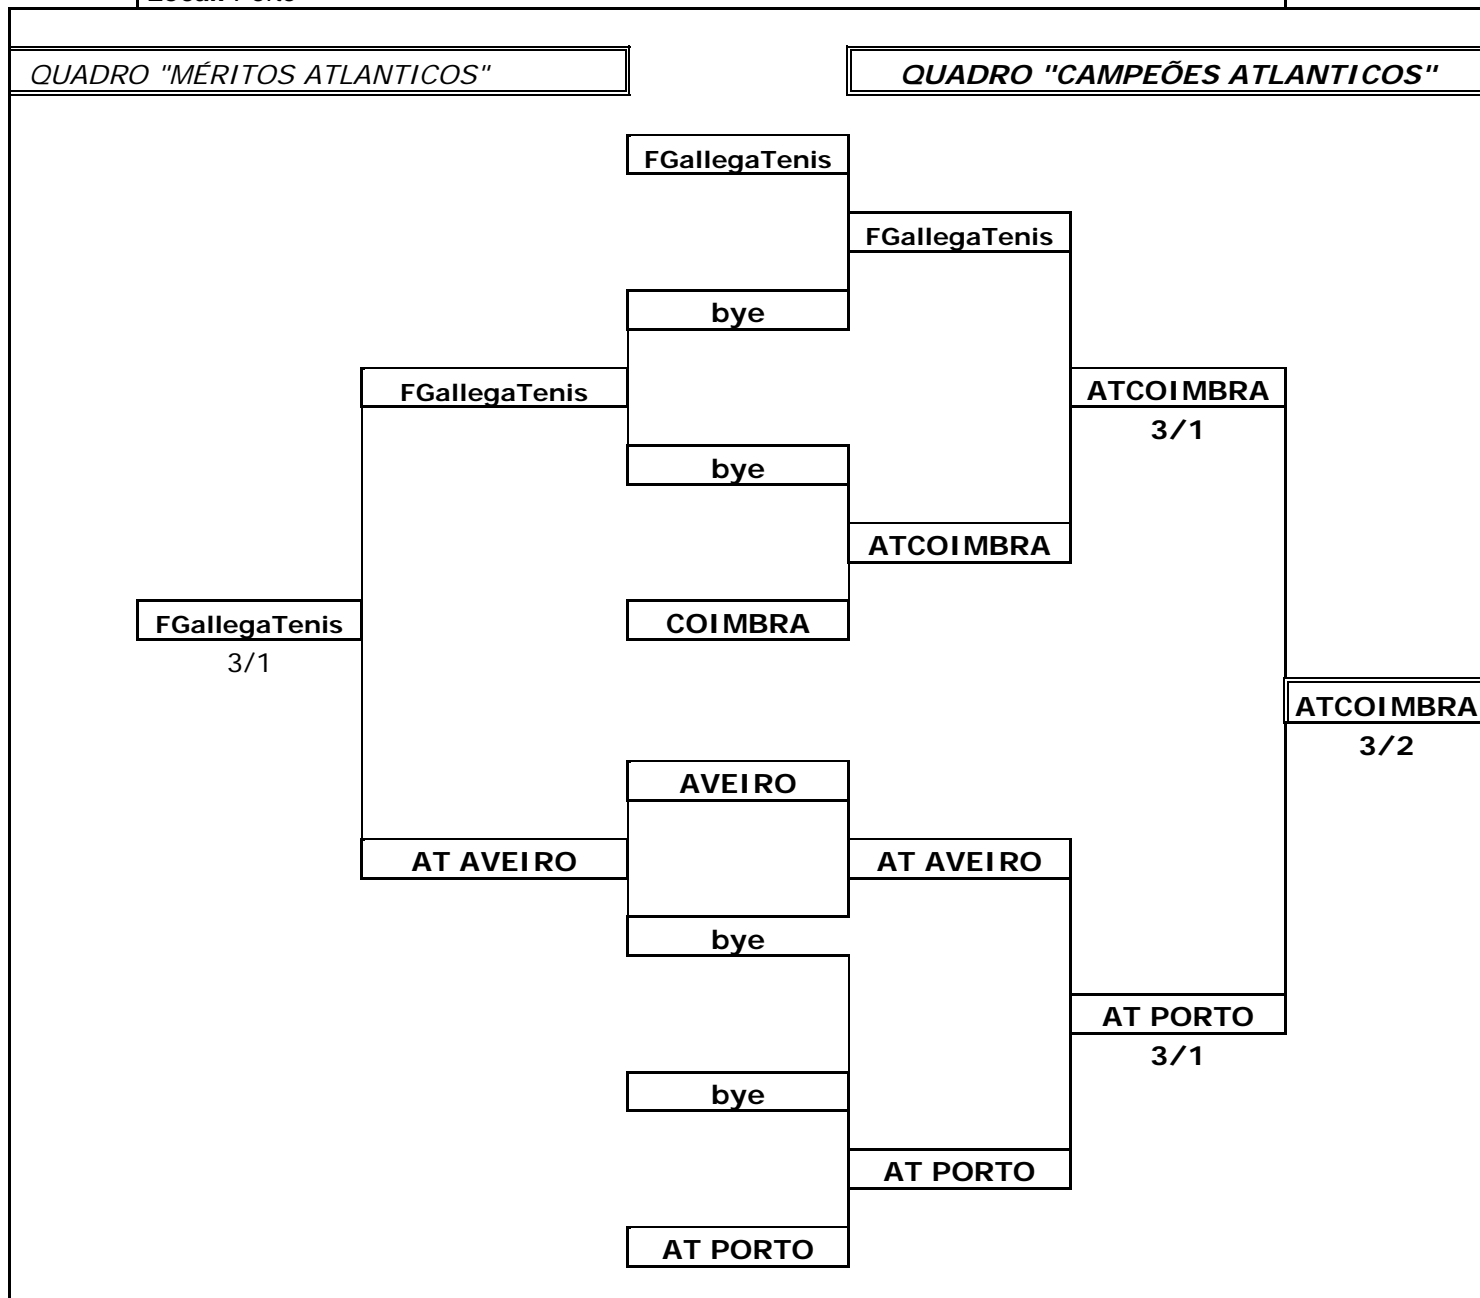 QUADRO "MÉRITOS ATLANTICOS"
QUADRO "CAMPEÕES ATLANTICOS"
FGallegaTenis
FGallegaTenis
bye
FGallegaTenis
ATCOIMBRA
3/1
bye
ATCOIMBRA
FGallegaTenis
3/1
COIMBRA
ATCOIMBRA
3/2
AVEIRO
AT AVEIRO
AT AVEIRO
bye
AT PORTO
3/1
bye
AT PORTO
AT PORTO